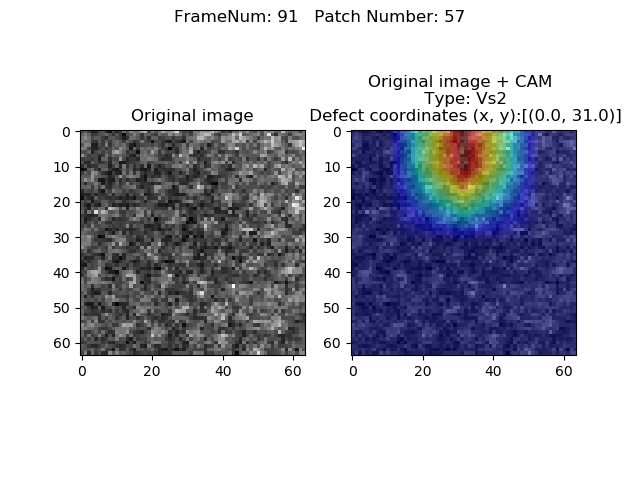 FrameNum: 91   Patch Number: 57
Original image
Original image + CAM
Type: Vs2
Defect coordinates (x, y):[(0.0, 31.0)]
0
10
20
30
40
50
60
0 20 40 60
0
10
20
30
40
50
60
0 20 40 60